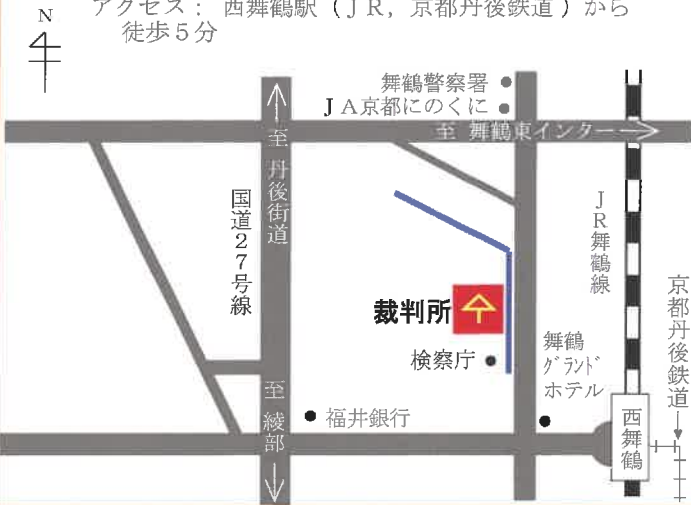 アクセス： 西舞鶴駅（ＪＲ，京都丹後鉄道）から
徒歩５分
N
舞鶴警察署
ＪＡ京都にのくに
至 舞鶴東インター
至 丹後街道
国道２７号線
ＪＲ舞鶴線
裁判所
検察庁
舞鶴
グランド
ホテル
京都丹後鉄道
至 綾部
福井銀行
西舞鶴